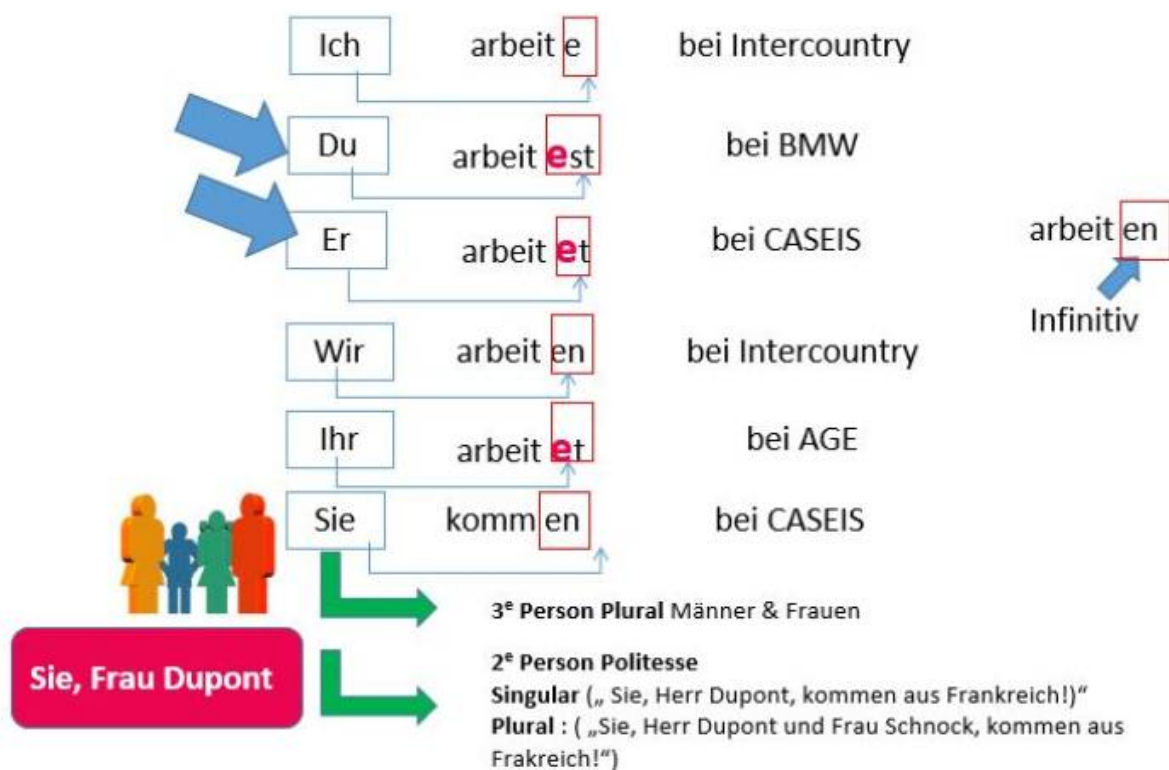 Ich arbeit e bei Intercountry
Du arbeit est bei BMW
Er arbeit et bei CASEIS
arbeit en
Infinitiv
Wir arbeit en bei Intercountry
Ihr arbeit et bei AGE
Sie komm en bei CASEIS
3e Person Plural Männer & Frauen
Sie, Frau Dupont
2e Person Politesse
Singular („ Sie, Herr Dupont, kommen aus Frankreich!)“
Plural : ( „Sie, Herr Dupont und Frau Schnock, kommen aus
Frakreich!“)